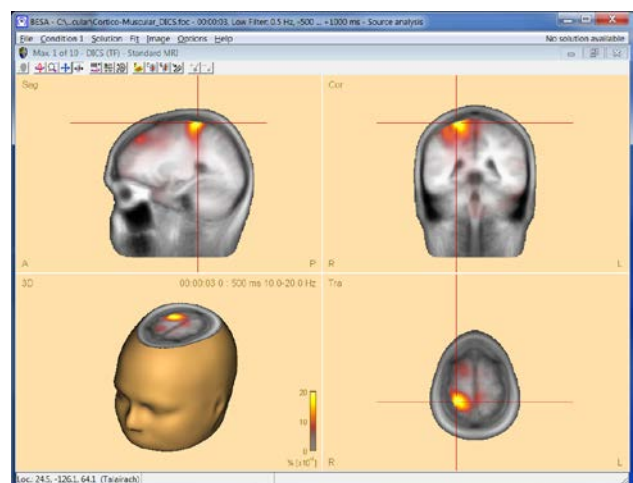 BESA - C:\...cular\Cortico-Muscular_DICS.foc - 00:00:03, Low Filter: 0.5 Hz, -500 ... +1000 ms - Source analysis
File Condition 1 Solution Fit Image Options Help No solution available
Max 1 of 10 - DICS (TF) - Standard MRI
Sag
Cor
A P
R L
3D 00:00:03 0 : 500 ms 10.0-20.0 Hz
Tra
20
10
0
R L
Loc. 24.5, -126.1, 64.1 (Talairach)